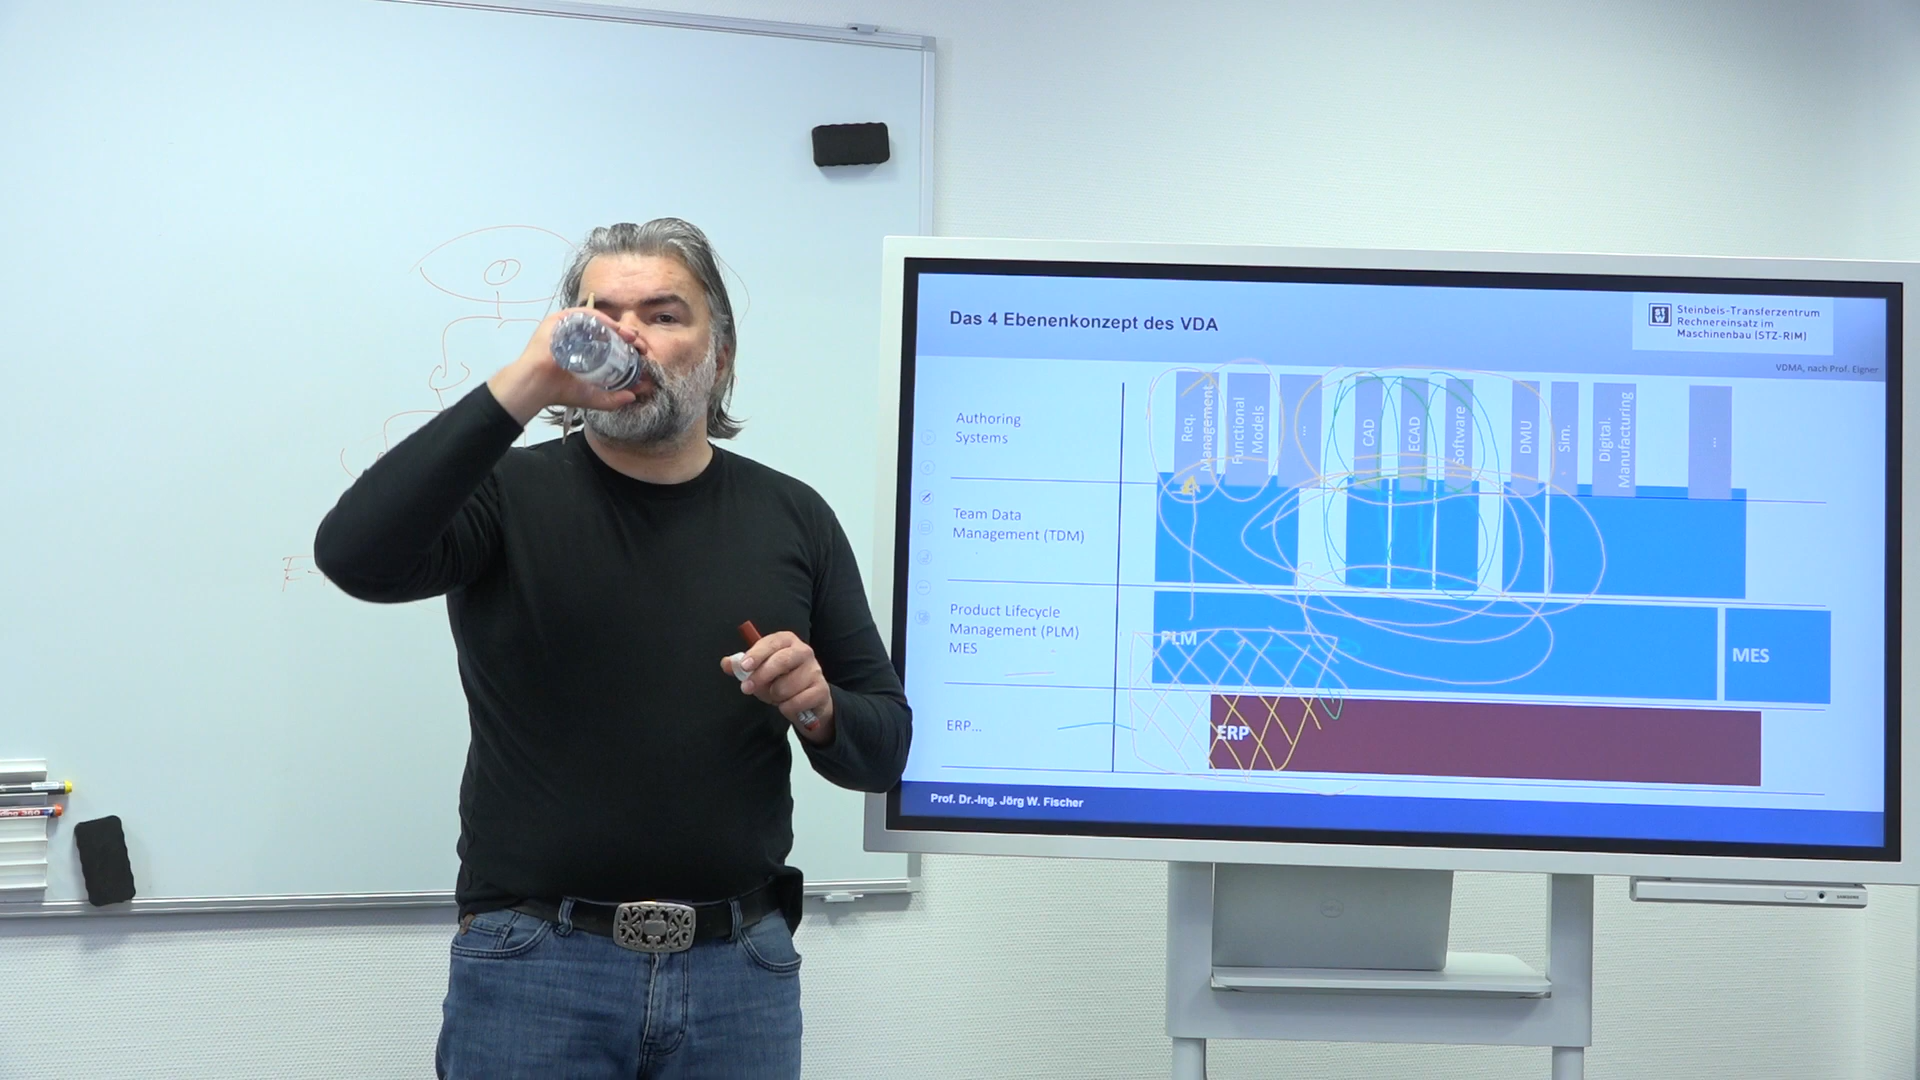 Das 4 Ebenenkonzept des VDA
Steinbeis-Transferzentrum
Rechnereinsatz im
Maschinenbau (STZ-RIM)
VDMA, nach Prof. Eigner
Authoring
Systems
Req.
Management
Functional
Models
...
CAD
ECAD
Software
DMU
Sim.
Digital.
Manufacturing
...
Team Data
Management (TDM)
Product Lifecycle
Management (PLM)
MES
PLM
MES
ERP...
ERP
Prof. Dr.-Ing. Jörg W. Fischer
SAMSUNG